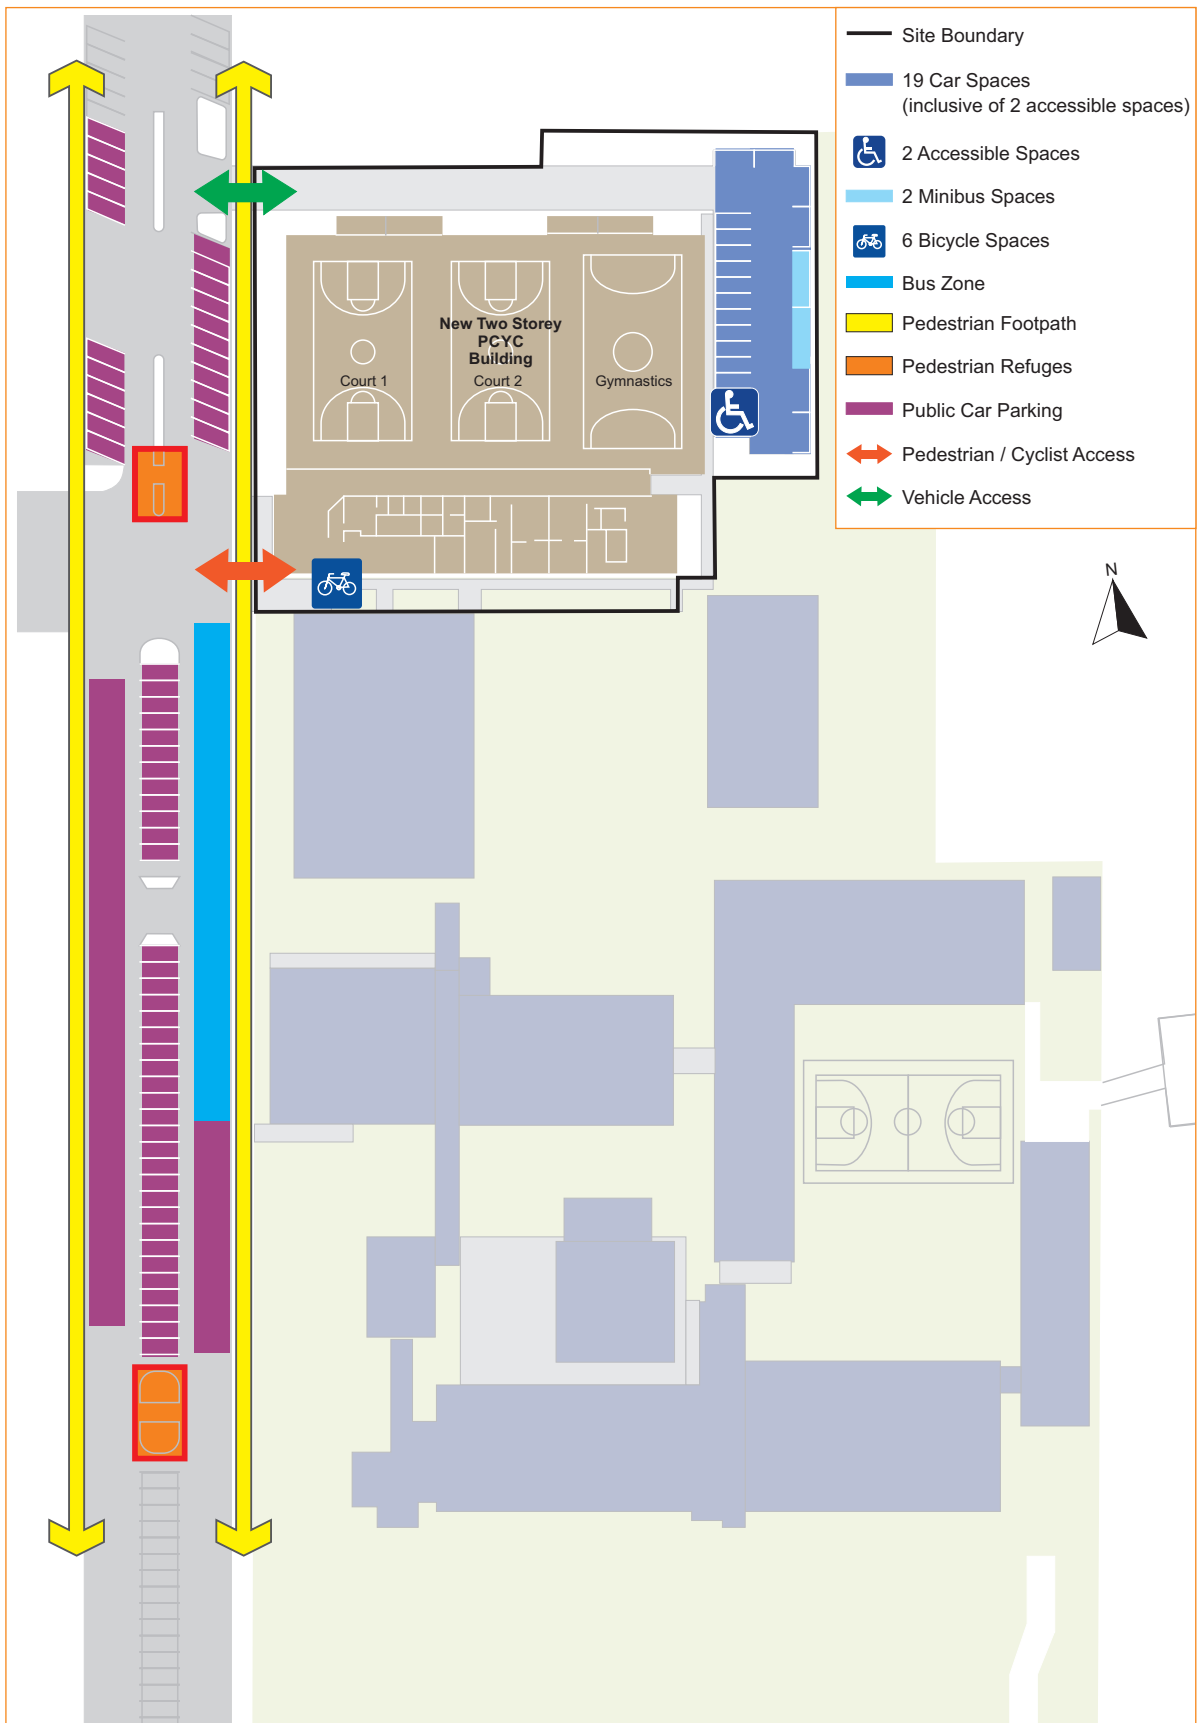 Site Boundary
19 Car Spaces
(inclusive of 2 accessible spaces)
2 Accessible Spaces
2 Minibus Spaces
6 Bicycle Spaces
Bus Zone
Pedestrian Footpath
Pedestrian Refuges
Public Car Parking
Pedestrian / Cyclist Access
Vehicle Access
New Two Storey
PCYC
Building
Court 1
Court 2
Gymnastics
N